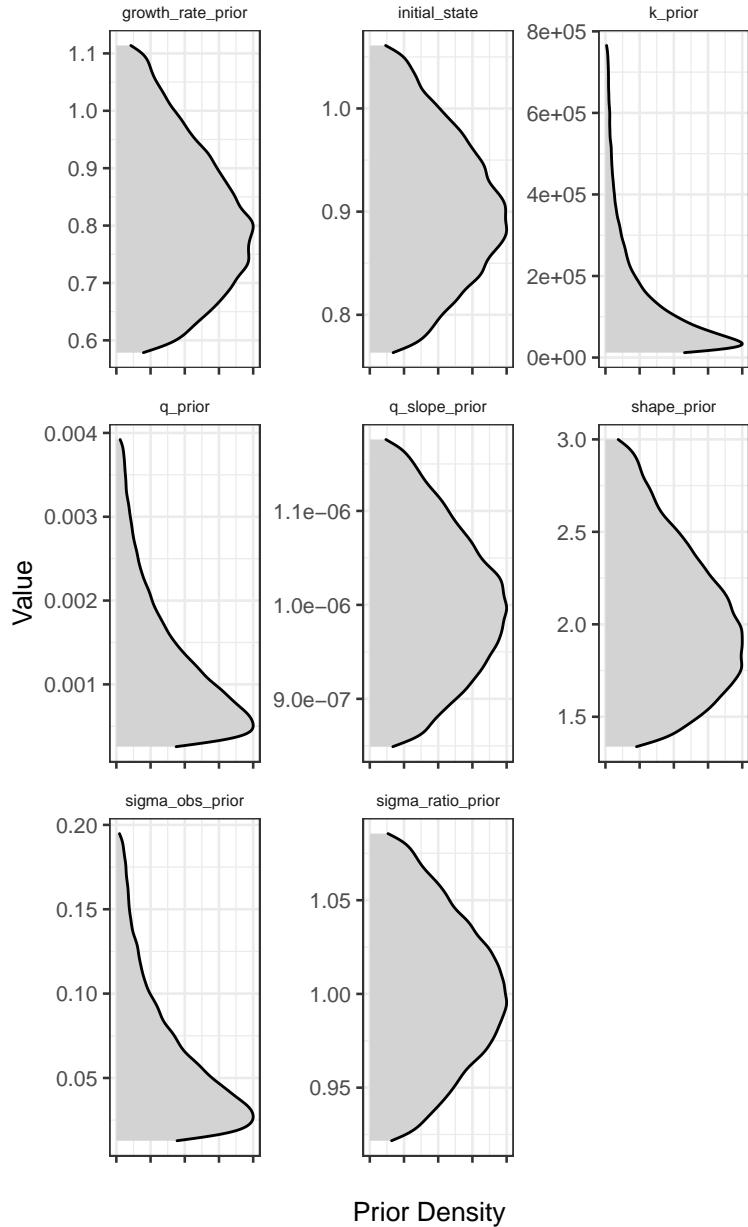 growth_rate_prior
1.1
1.0
0.9
0.8
0.7
0.6
initial_state
1.0
0.9
0.8
k_prior
8e+05
6e+05
4e+05
2e+05
0e+00
q_prior
0.004
0.003
0.002
0.001
q_slope_prior
1.1e−06
1.0e−06
9.0e−07
shape_prior
3.0
2.5
2.0
1.5
sigma_obs_prior
0.20
0.15
0.10
0.05
sigma_ratio_prior
1.05
1.00
0.95
Value
Prior Density